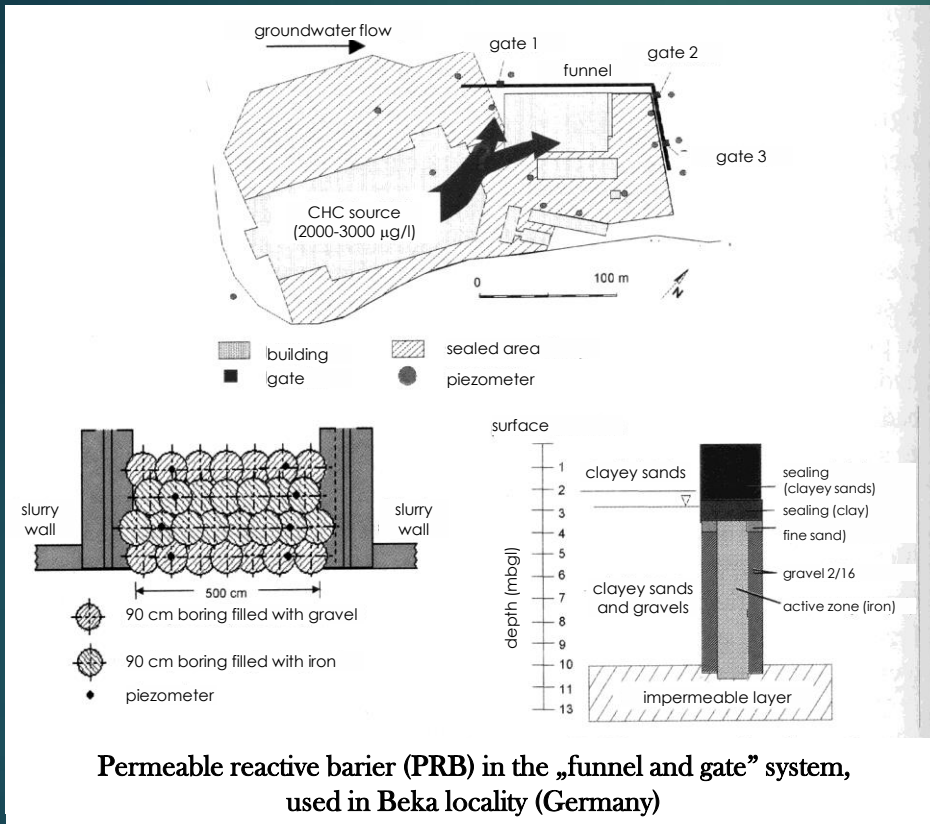 groundwater flow
gate 1
gate 2
funnel
gate 3
CHC source
(2000-3000 µg/l)
0
100 m
N
building
sealed area
gate
piezometer
slurry
wall
slurry
wall
500 cm
90 cm boring filled with gravel
90 cm boring filled with iron
piezometer
surface
depth (mbgl)
1
2
3
4
5
6
7
8
9
10
11
13
clayey sands
clayey sands
and gravels
sealing
(clayey sands)
sealing (clay)
fine sand)
gravel 2/16
active zone (iron)
impermeable layer
Permeable reactive barier (PRB) in the „funnel and gate” system,
used in Beka locality (Germany)